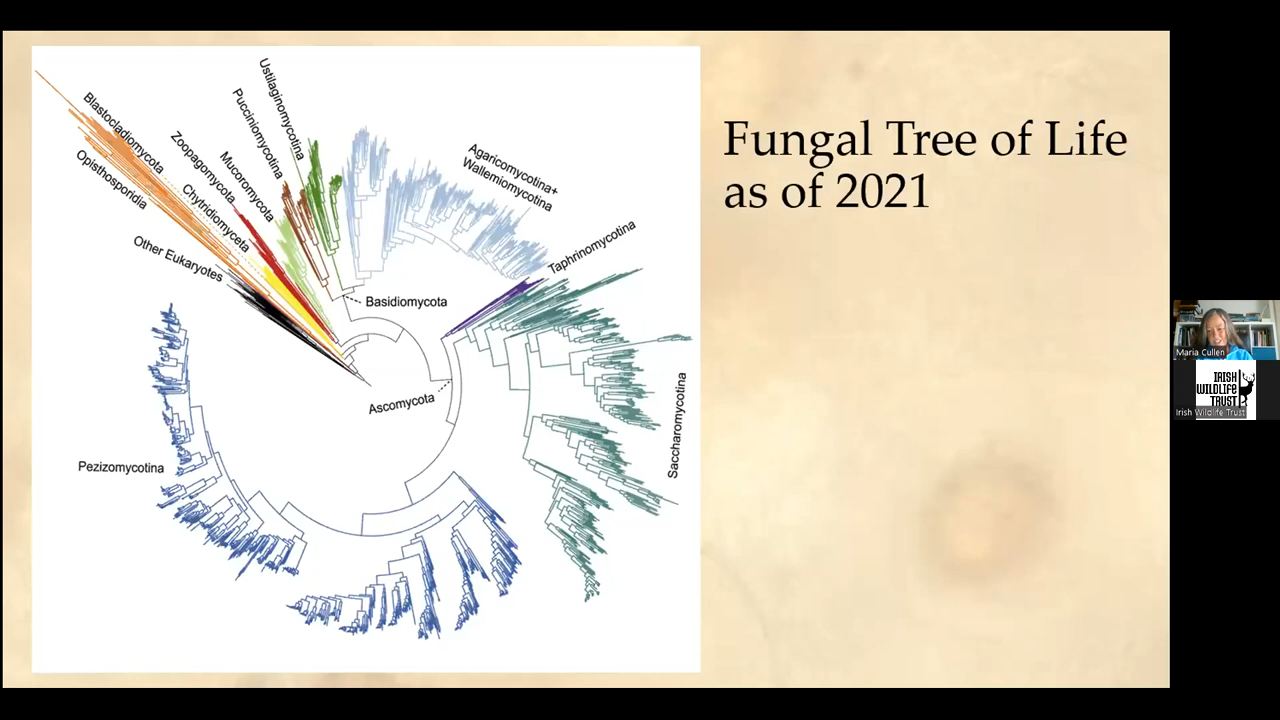 Fungal Tree of Life
as of 2021
Ustilaginomycotina
Pucciniomycotina
Blastocladiomycota
Zoopagomycota
Mucoromycota
Opisthosporidia
Chytridiomyceta
Other Eukaryotes
Agaricomycotina+
Wallemiomycotina
Taphrinomycotina
Basidiomycota
Ascomycota
Saccharomycotina
Pezizomycotina
Maria Cullen
IRISH
WILDLIFE
TRUST
Irish Wildlife Trust